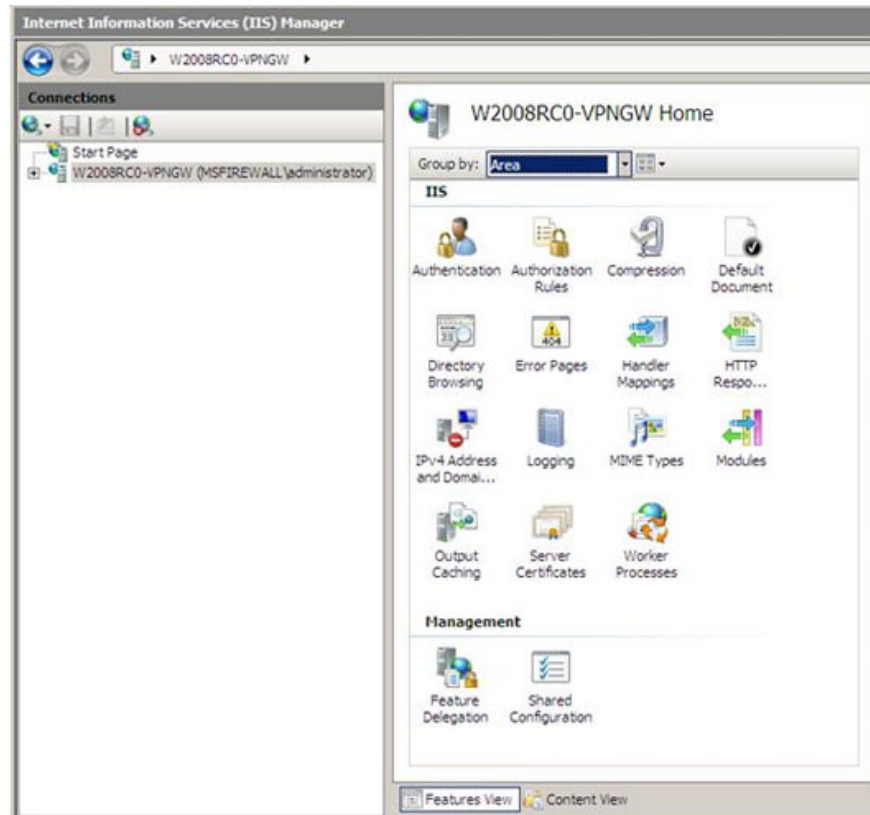 Internet Information Services (IIS) Manager
W2008RC0-VPNGW
Connections
Start Page
W2008RC0-VPNGW (MSFIREWALL\administrator)
W2008RC0-VPNGW Home
Group by: Area
IIS
Authentication
Authorization Rules
Compression
Default Document
Directory Browsing
Error Pages
404
Handler Mappings
HTTP Respo...
IPv4 Address and Domai...
Logging
MIME Types
Modules
Output Caching
Server Certificates
Worker Processes
Management
Feature Delegation
Shared Configuration
Features View
Content View